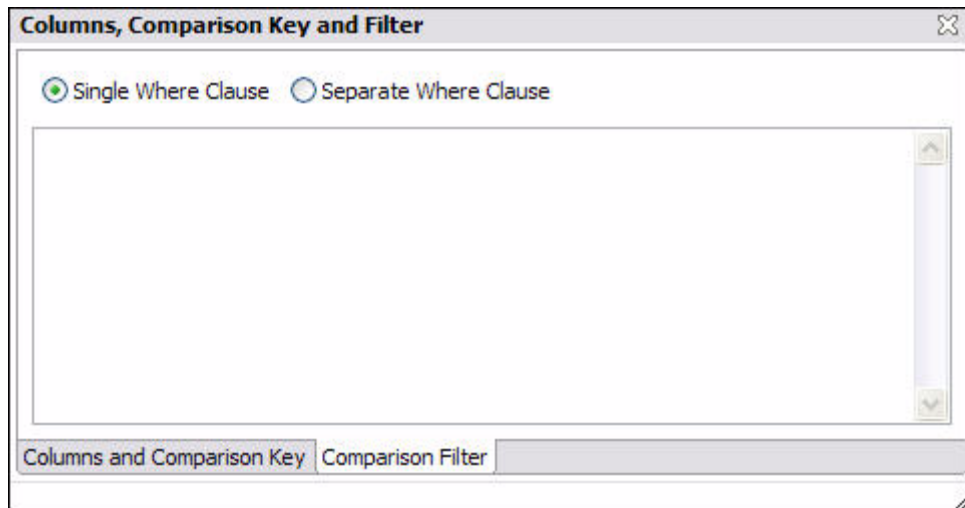 Columns, Comparison Key and Filter
Single Where Clause Separate Where Clause
Columns and Comparison Key Comparison Filter